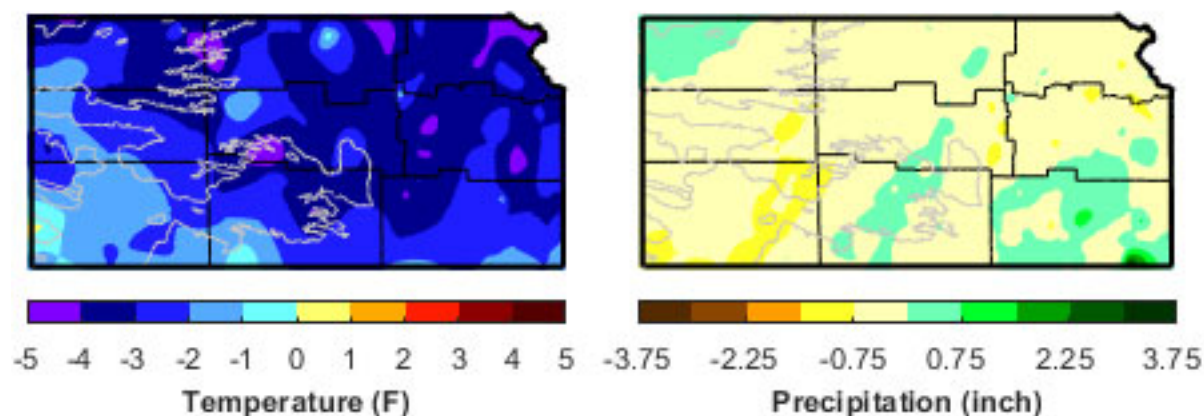 -5 -4 -3 -2 -1 0 1 2 3 4 5
Temperature (F)
-3.75 -2.25 -0.75 0.75 2.25 3.75
Precipitation (inch)